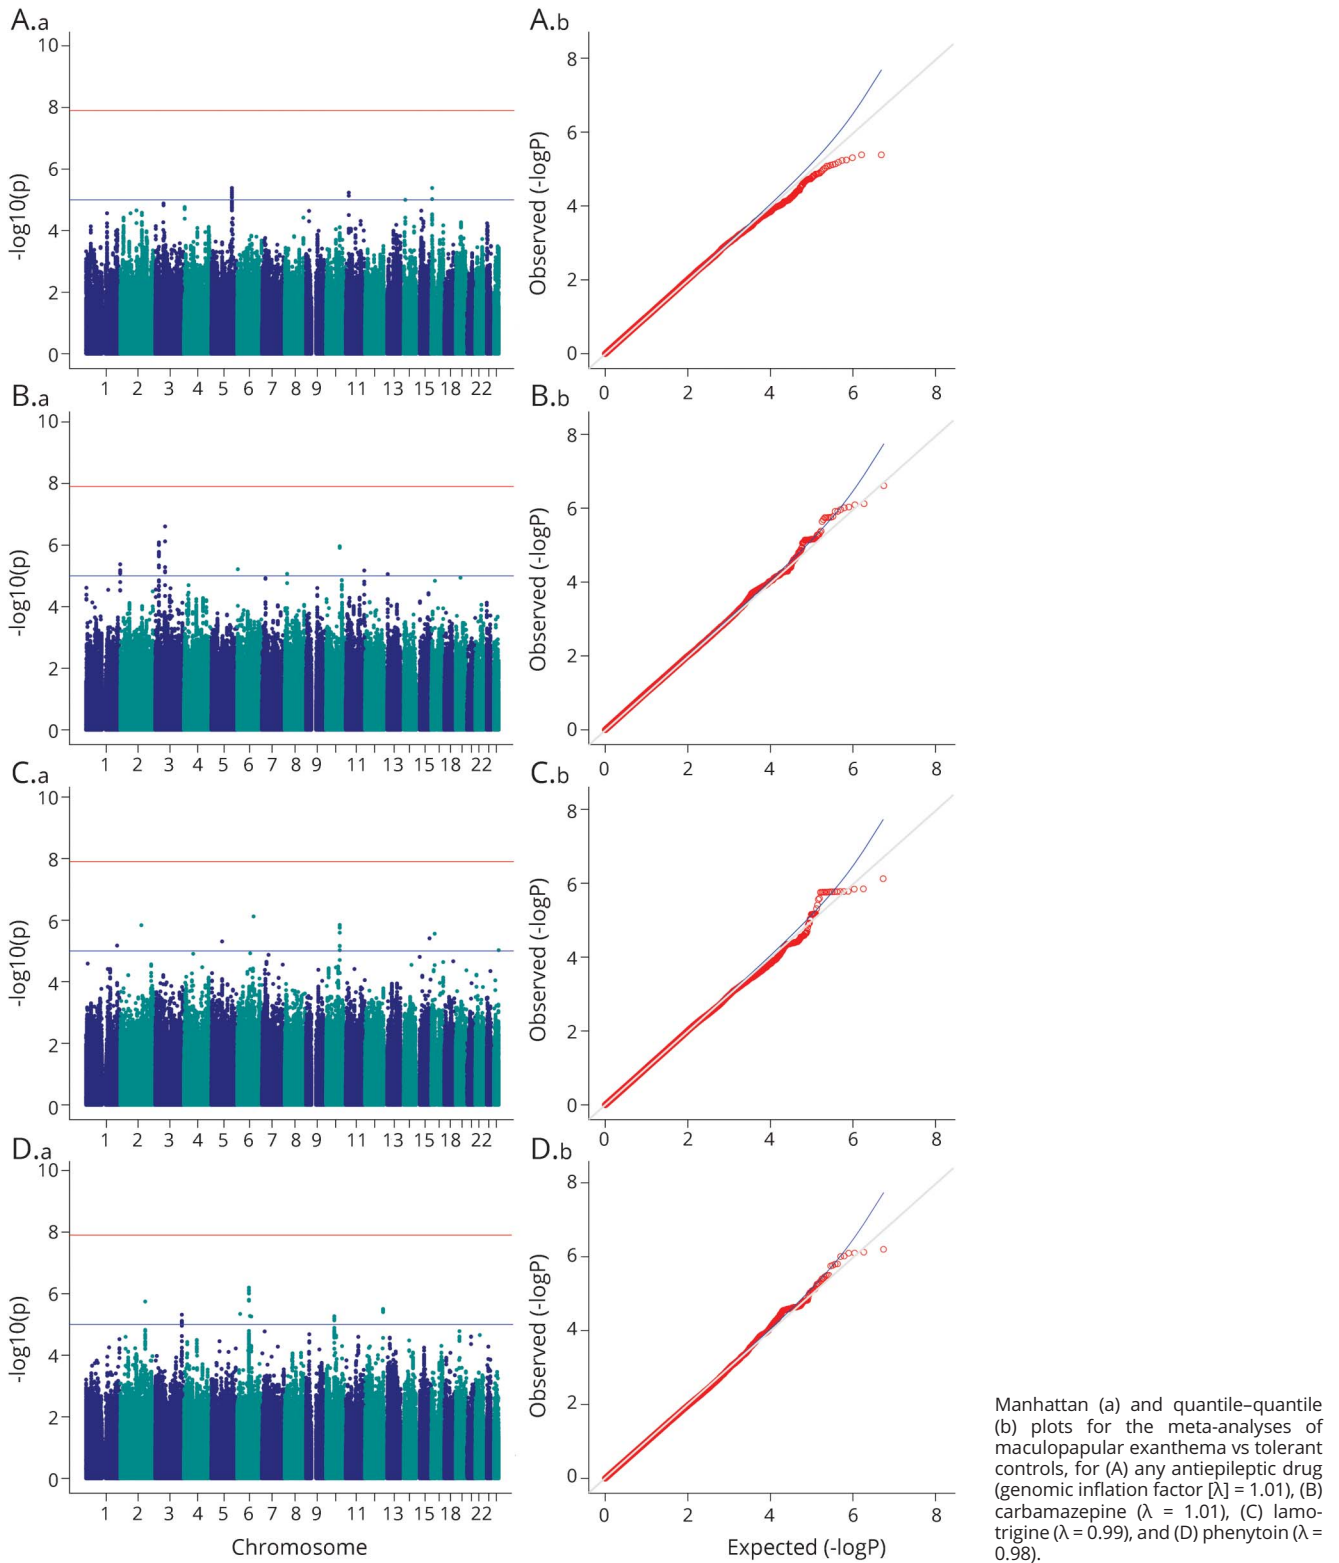 A.a
10
8
6
4
2
0
-log10(p)
1 2 3 4 5 6 7 8 9 11 13 15 18 22
A.b
8
6
4
2
0
Observed (-logP)
0 2 4 6 8
B.a
10
8
6
4
2
0
-log10(p)
1 2 3 4 5 6 7 8 9 11 13 15 18 22
B.b
8
6
4
2
0
Observed (-logP)
0 2 4 6 8
C.a
10
8
6
4
2
0
-log10(p)
1 2 3 4 5 6 7 8 9 11 13 15 18 22
C.b
8
6
4
2
0
Observed (-logP)
0 2 4 6 8
D.a
10
8
6
4
2
0
-log10(p)
1 2 3 4 5 6 7 8 9 11 13 15 18 22
Chromosome
D.b
8
6
4
2
0
Observed (-logP)
0 2 4 6 8
Expected (-logP)
Manhattan (a) and quantile–quantile
(b) plots for the meta-analyses of
maculopapular exanthema vs tolerant
controls, for (A) any antiepileptic drug
(genomic inflation factor [λ] = 1.01), (B)
carbamazepine (λ = 1.01), (C) lamo-
trigine (λ = 0.99), and (D) phenytoin (λ =
0.98).